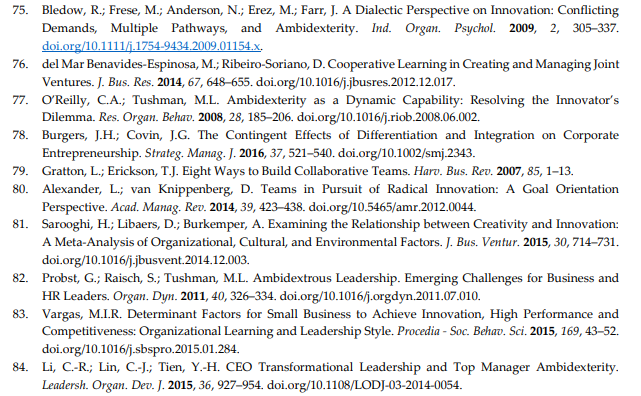 75. Bledow, R.; Frese, M.; Anderson, N.; Erez, M.; Farr, J. A Dialectic Perspective on Innovation: Conflicting
Demands, Multiple Pathways, and Ambidexterity. Ind. Organ. Psychol. 2009, 2, 305–337.
doi.org/10.1111/j.1754-9434.2009.01154.x.
76. del Mar Benavides-Espinosa, M.; Ribeiro-Soriano, D. Cooperative Learning in Creating and Managing Joint
Ventures. J. Bus. Res. 2014, 67, 648–655. doi.org/10.1016/j.jbusres.2012.12.017.
77. O'Reilly, C.A.; Tushman, M.L. Ambidexterity as a Dynamic Capability: Resolving the Innovator's
Dilemma. Res. Organ. Behav. 2008, 28, 185–206. doi.org/10.1016/j.riob.2008.06.002.
78. Burgers, J.H.; Covin, J.G. The Contingent Effects of Differentiation and Integration on Corporate
Entrepreneurship. Strateg. Manag. J. 2016, 37, 521–540. doi.org/10.1002/smj.2343.
79. Gratton, L.; Erickson, T.J. Eight Ways to Build Collaborative Teams. Harv. Bus. Rev. 2007, 85, 1–13.
80. Alexander, L.; van Knippenberg, D. Teams in Pursuit of Radical Innovation: A Goal Orientation
Perspective. Acad. Manag. Rev. 2014, 39, 423–438. doi.org/10.5465/amr.2012.0044.
81. Sarooghi, H.; Libaers, D.; Burkemper, A. Examining the Relationship between Creativity and Innovation:
A Meta-Analysis of Organizational, Cultural, and Environmental Factors. J. Bus. Ventur. 2015, 30, 714–731.
doi.org/10.1016/j.jbusvent.2014.12.003.
82. Probst, G.; Raisch, S.; Tushman, M.L. Ambidextrous Leadership. Emerging Challenges for Business and
HR Leaders. Organ. Dyn. 2011, 40, 326–334. doi.org/10.1016/j.orgdyn.2011.07.010.
83. Vargas, M.I.R. Determinant Factors for Small Business to Achieve Innovation, High Performance and
Competitiveness: Organizational Learning and Leadership Style. Procedia - Soc. Behav. Sci. 2015, 169, 43–52.
doi.org/10.1016/j.sbspro.2015.01.284.
84. Li, C.-R.; Lin, C.-J.; Tien, Y.-H. CEO Transformational Leadership and Top Manager Ambidexterity.
Leadersh. Organ. Dev. J. 2015, 36, 927–954. doi.org/10.1108/LODJ-03-2014-0054.